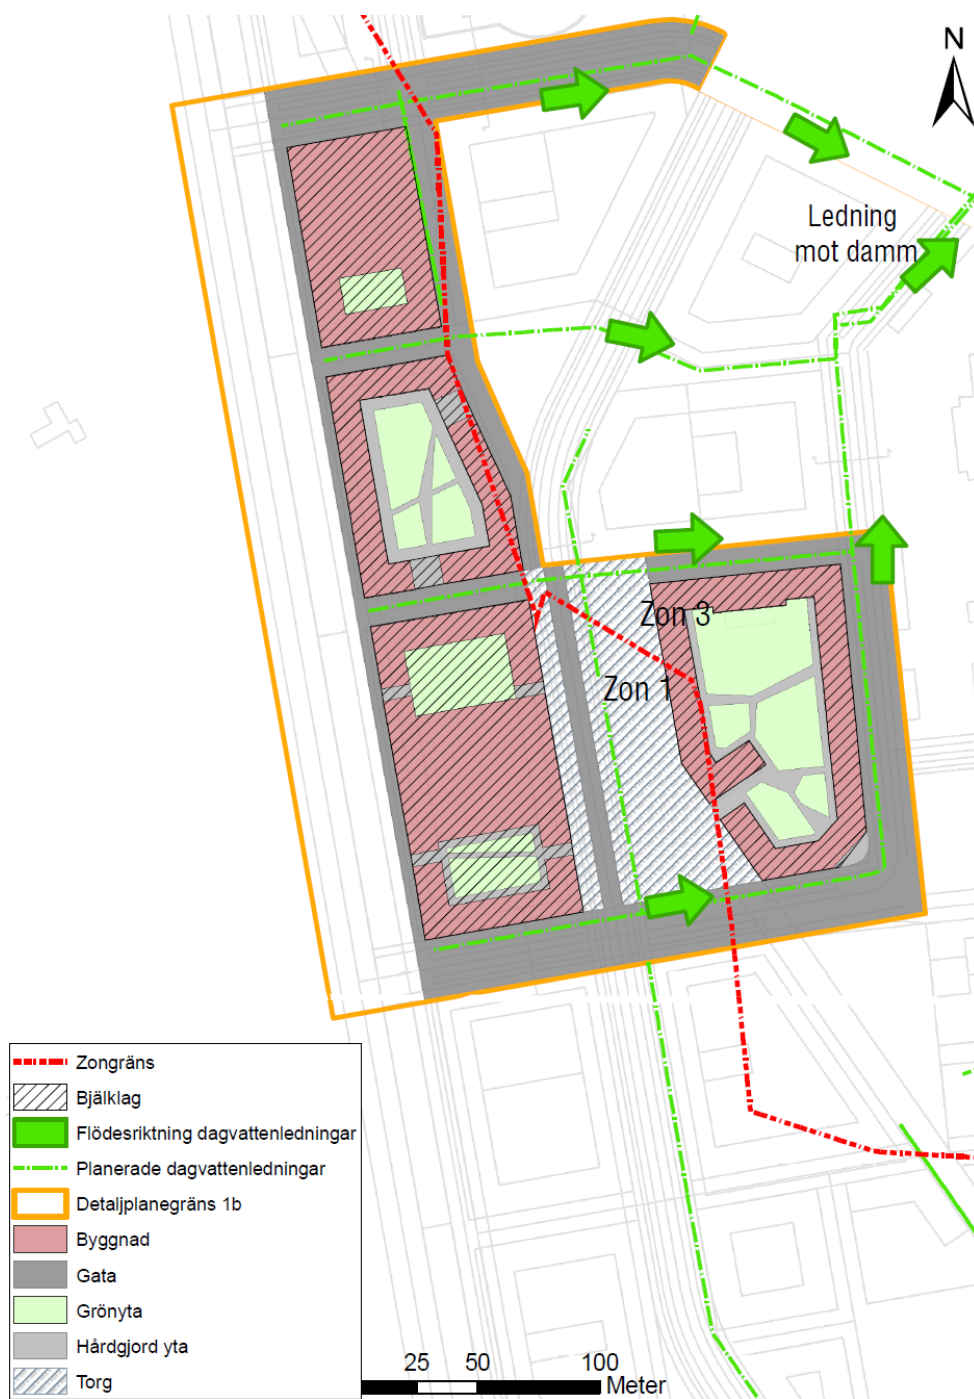 N
Ledning
mot damm
Zon 3
Zon 1
Zongräns
Bjälklag
Flödesriktning dagvattenledningar
Planerade dagvattenledningar
Detaljplanegräns 1b
Byggnad
Gata
Grönyta
Hårdgjord yta
Torg
25 50 100
Meter